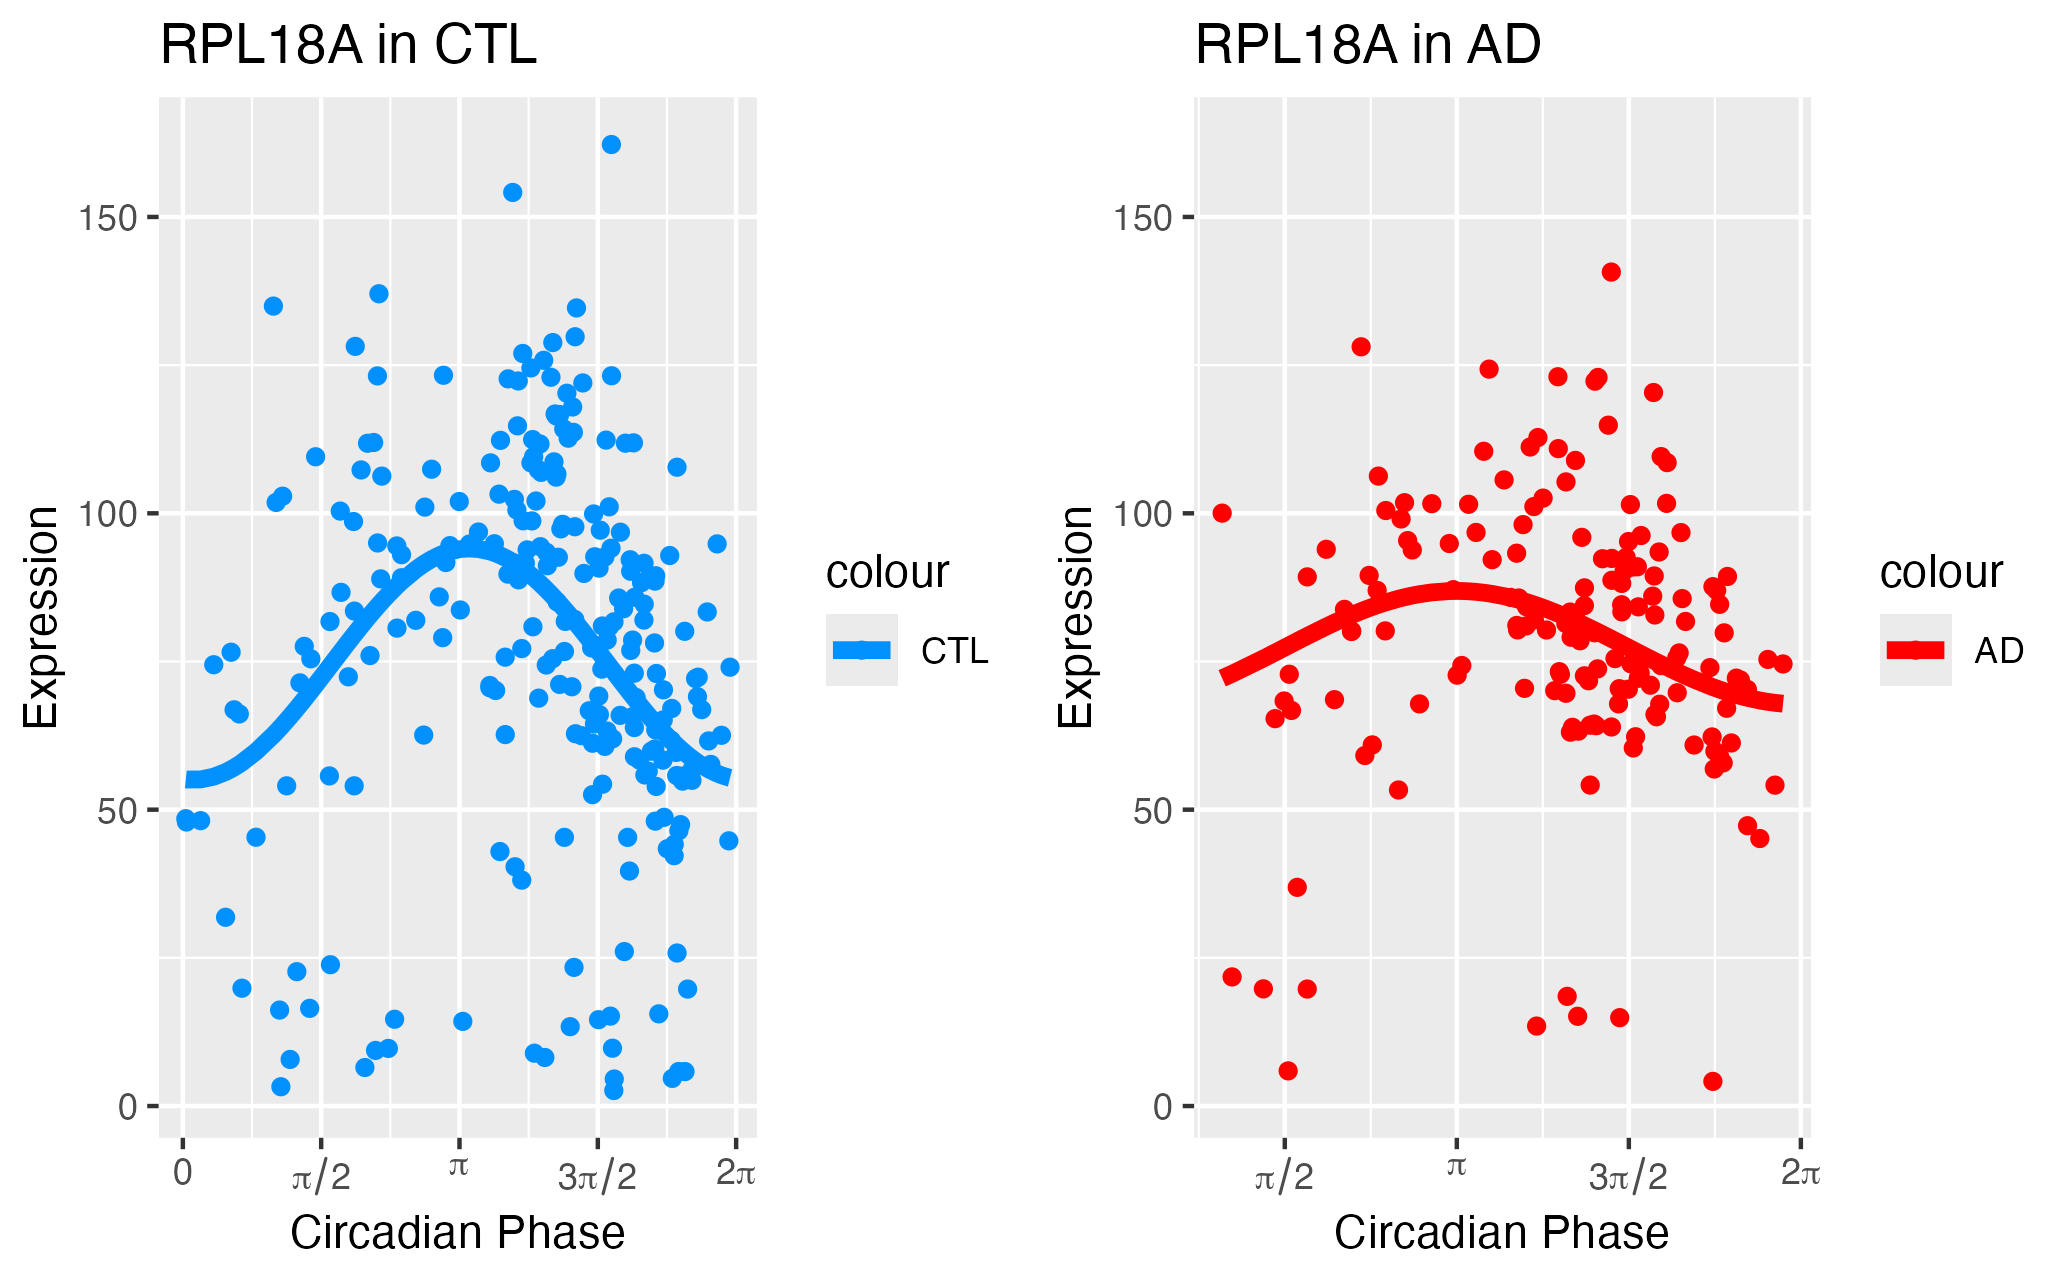 RPL18A in CTL
Expression
150
100
50
0
0 π/2 π 3π/2 2π
Circadian Phase
colour
CTL
RPL18A in AD
Expression
150
100
50
0
π/2 π 3π/2 2π
Circadian Phase
colour
AD